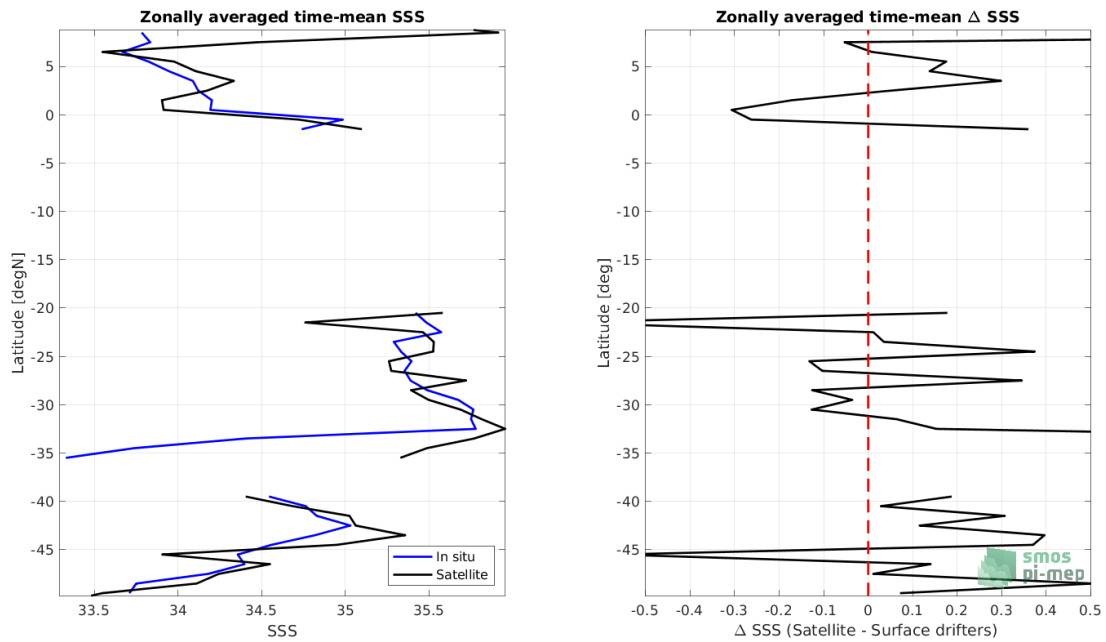 Zonally averaged time-mean SSS
5
0
-5
-10
-15
-20
-25
-30
-35
-40
-45
Latitude [degN]
33.5 34 34.5 35 35.5
SSS
In situ
Satellite
Zonally averaged time-mean Δ SSS
5
0
-5
-10
-15
-20
-25
-30
-35
-40
-45
Latitude [deg]
-0.5 -0.4 -0.3 -0.2 -0.1 0 0.1 0.2 0.3 0.4 0.5
Δ SSS (Satellite - Surface drifters)
smos
pi-mep